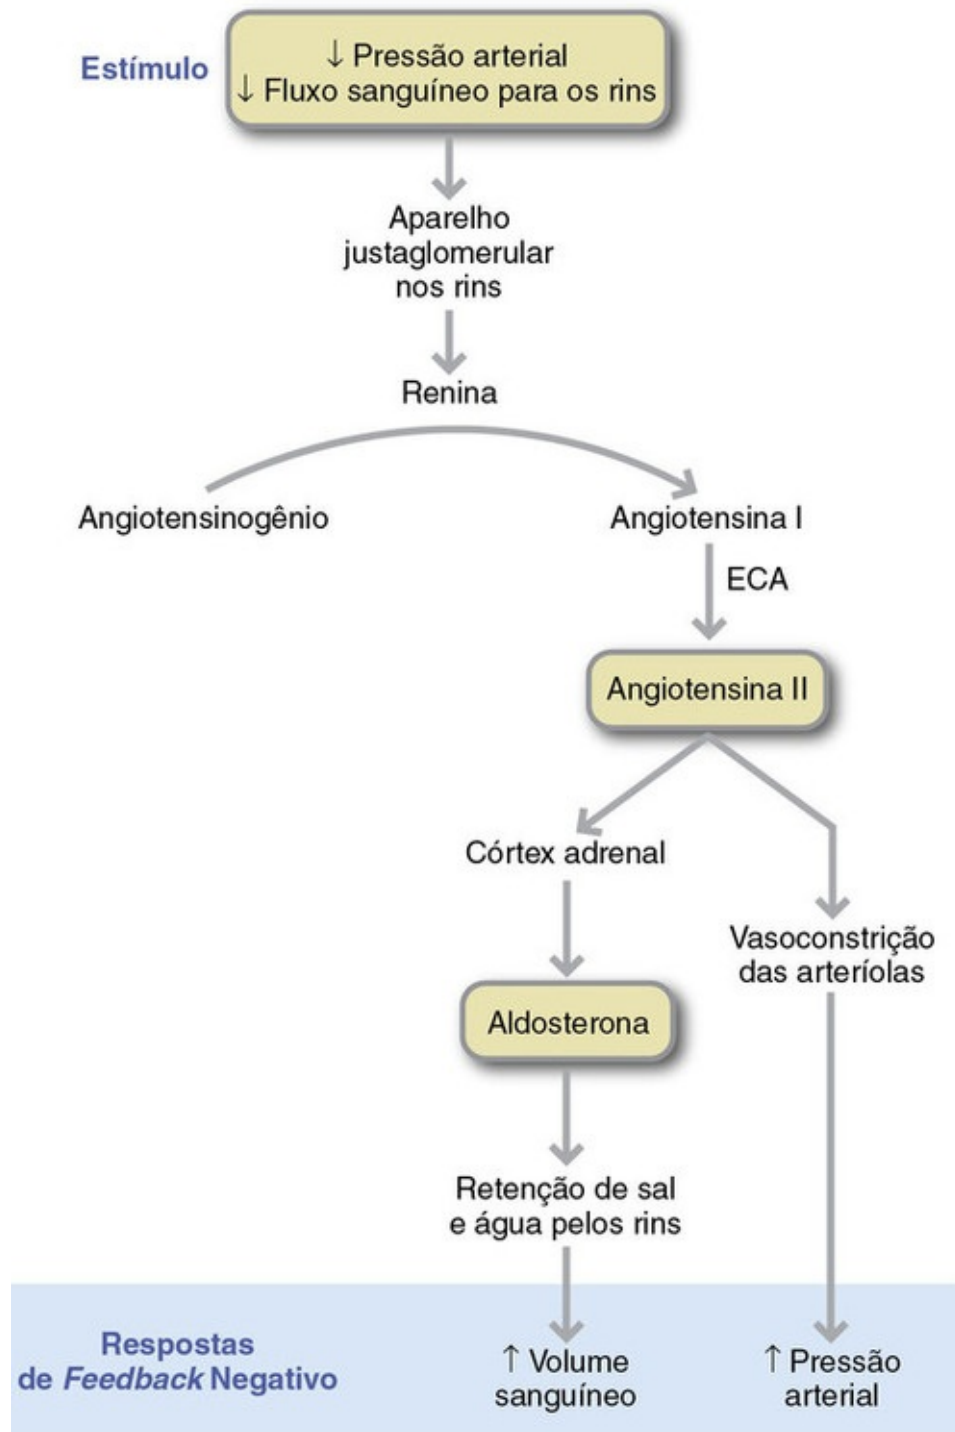 Estímulo
↓ Pressão arterial
↓ Fluxo sanguíneo para os rins
Aparelho
justaglomerular
nos rins
Renina
Angiotensinogênio
Angiotensina I
ECA
Angiotensina II
Córtex adrenal
Vasoconstrição
das arteríolas
Aldosterona
Retenção de sal
e água pelos rins
Respostas
de Feedback Negativo
↑ Volume
sanguíneo
↑ Pressão
arterial